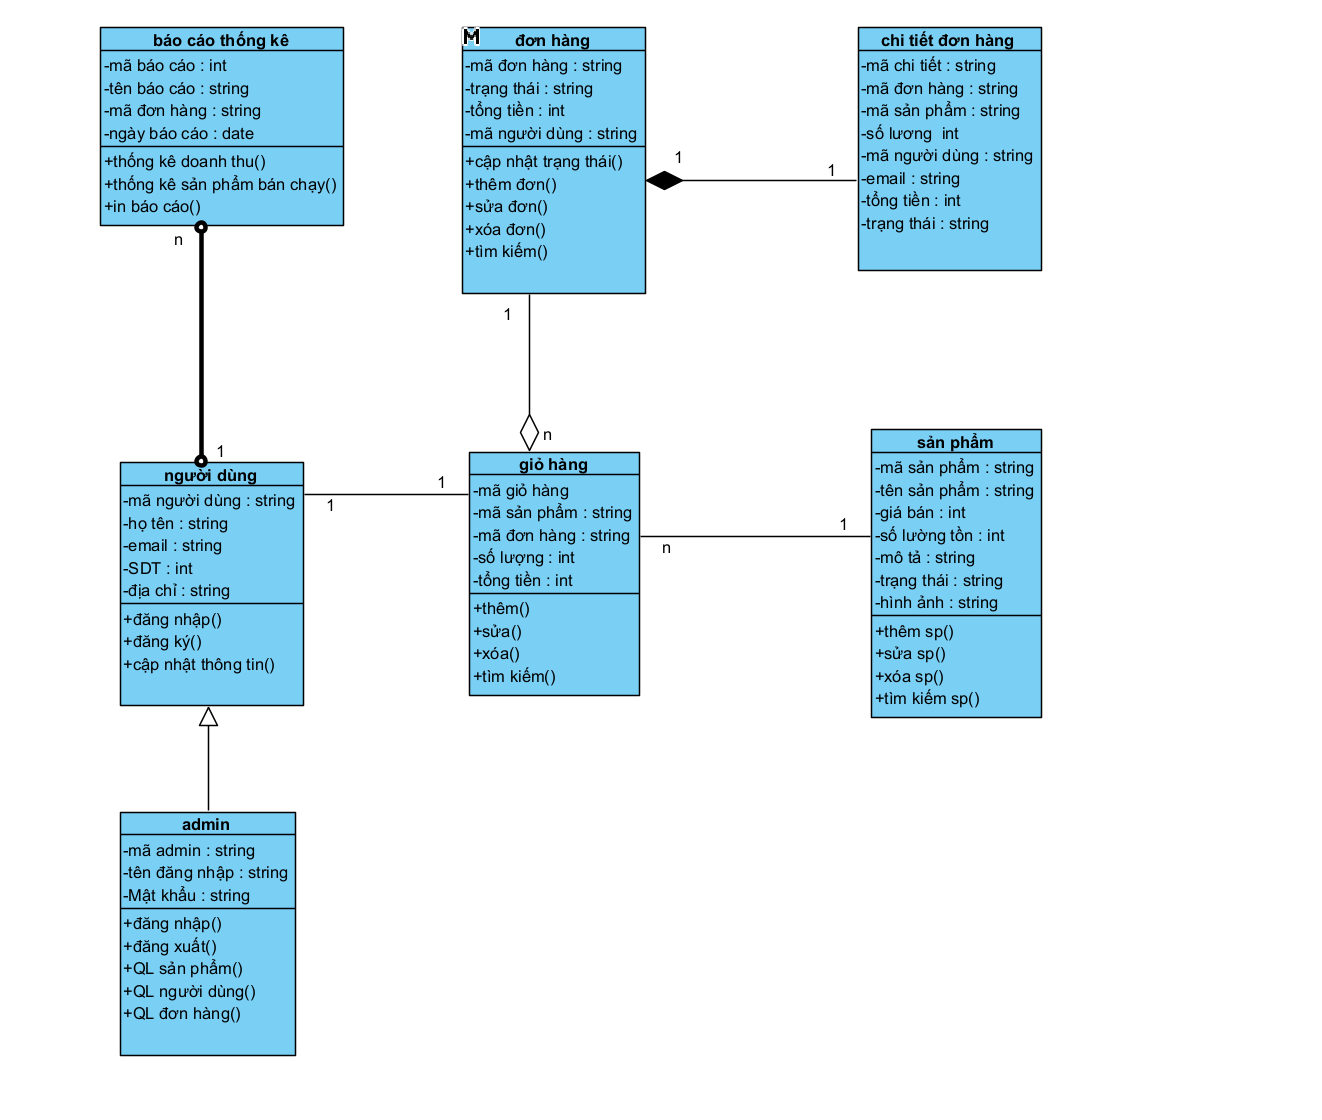 báo cáo thống kê
-mã báo cáo : int
-tên báo cáo : string
-mã đơn hàng : string
-ngày báo cáo : date
+thống kê doanh thu()
+thống kê sản phẩm bán chạy()
+in báo cáo()
M
đơn hàng
-mã đơn hàng : string
-trạng thái : string
-tổng tiền : int
-mã người dùng : string
+cập nhật trạng thái()
+thêm đơn()
+sửa đơn()
+xóa đơn()
+tìm kiếm()
1
1
chi tiết đơn hàng
-mã chi tiết : string
-mã đơn hàng : string
-mã sản phẩm : string
-số lương  int
-mã người dùng : string
-email : string
-tổng tiền : int
-trạng thái : string
n
1
1
n
người dùng
-mã người dùng : string
-họ tên : string
-email : string
-SDT : int
-địa chỉ : string
+đăng nhập()
+đăng ký()
+cập nhật thông tin()
1
1
giỏ hàng
-mã giỏ hàng
-mã sản phẩm : string
-mã đơn hàng : string
-số lượng : int
-tổng tiền : int
+thêm()
+sửa()
+xóa()
+tìm kiếm()
n
1
sản phẩm
-mã sản phẩm : string
-tên sản phẩm : string
-giá bán : int
-số lường tồn : int
-mô tả : string
-trạng thái : string
-hình ảnh : string
+thêm sp()
+sửa sp()
+xóa sp()
+tìm kiếm sp()
admin
-mã admin : string
-tên đăng nhập : string
-Mật khẩu : string
+đăng nhập()
+đăng xuất()
+QL sản phẩm()
+QL người dùng()
+QL đơn hàng()